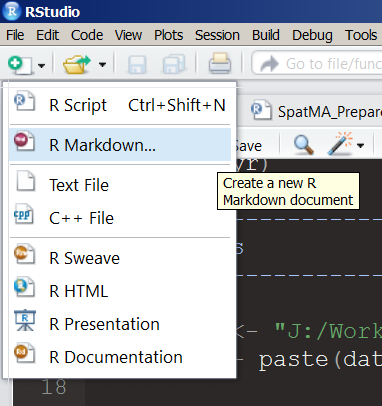 RStudio
File Edit Code View Plots Session Build Debug Tools
Go to file/func
R Script Ctrl+Shift+N
SpatMA_Prepare
R Markdown...
ave
yr)
Create a new R
Markdown document
Text File
C++ File
s
R Sweave
R HTML
<- "J:/Work
R Presentation
paste(dat
R Documentation
18